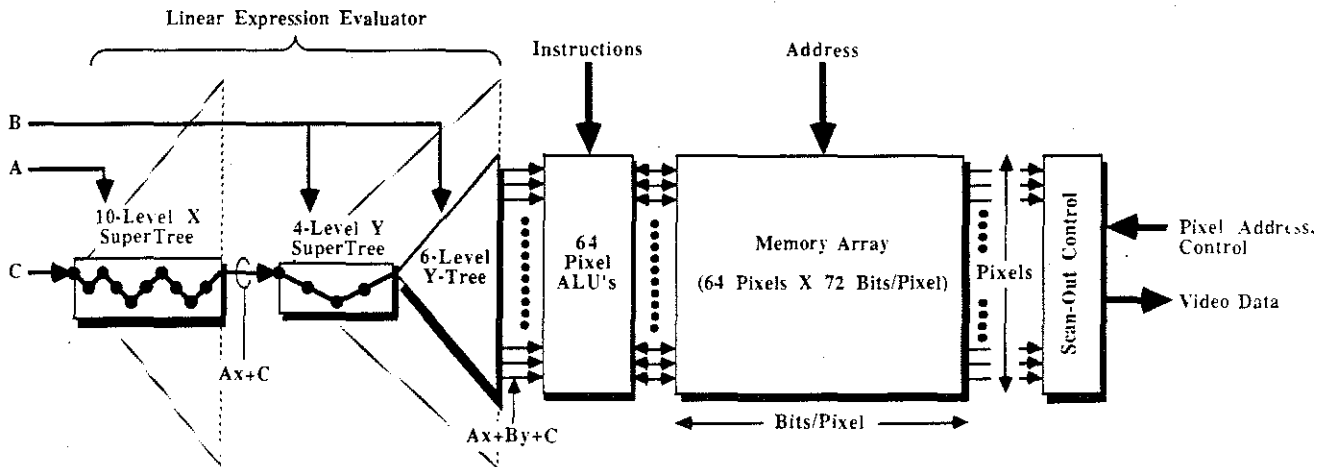 Linear Expression Evaluator
Instructions
Address
B
A
10-Level X
SuperTree
4-Level Y
SuperTree
6-Level
Y-Tree
C
64
Pixel
ALU's
Memory Array
(64 Pixels X 72 Bits/Pixel)
Pixels
Scan-Out Control
Pixel Address,
Control
Video Data
Ax+C
Ax+By+C
Bits/Pixel